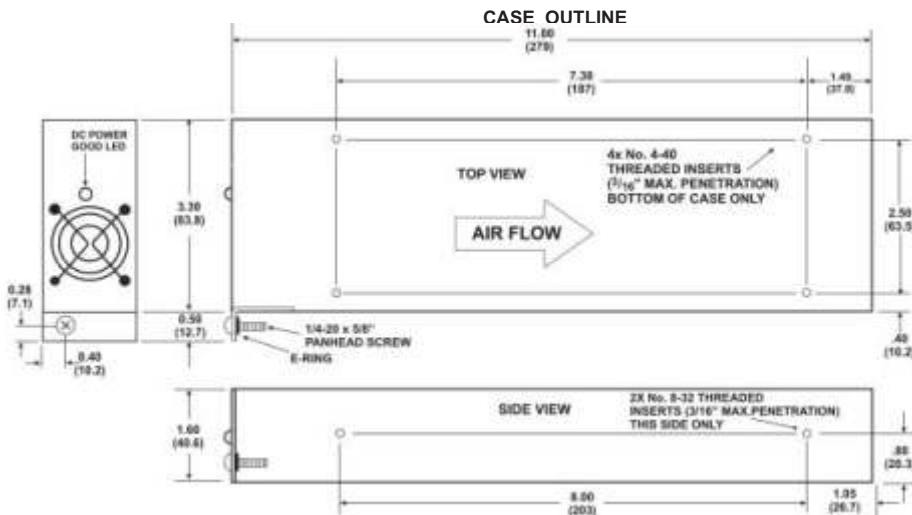 CASE OUTLINE
11.00
(279)
7.30
(187)
1.49
(37.8)
DC POWER
GOOD LED
3.30
(83.8)
TOP VIEW
4x No. 4-40
THREADED INSERTS
(3/16" MAX. PENETRATION)
BOTTOM OF CASE ONLY
AIR FLOW
2.50
(63.5)
0.28
(7.1)
0.50
(12.7)
1/4-20 x 5/8"
PANHEAD SCREW
E-RING
.40
(10.2)
0.40
(10.2)
SIDE VIEW
2X No. 8-32 THREADED
INSERTS (3/16" MAX.PENETRATION)
THIS SIDE ONLY
1.60
(40.6)
.80
(20.3
8.00
(203)
1.05
(26.7)